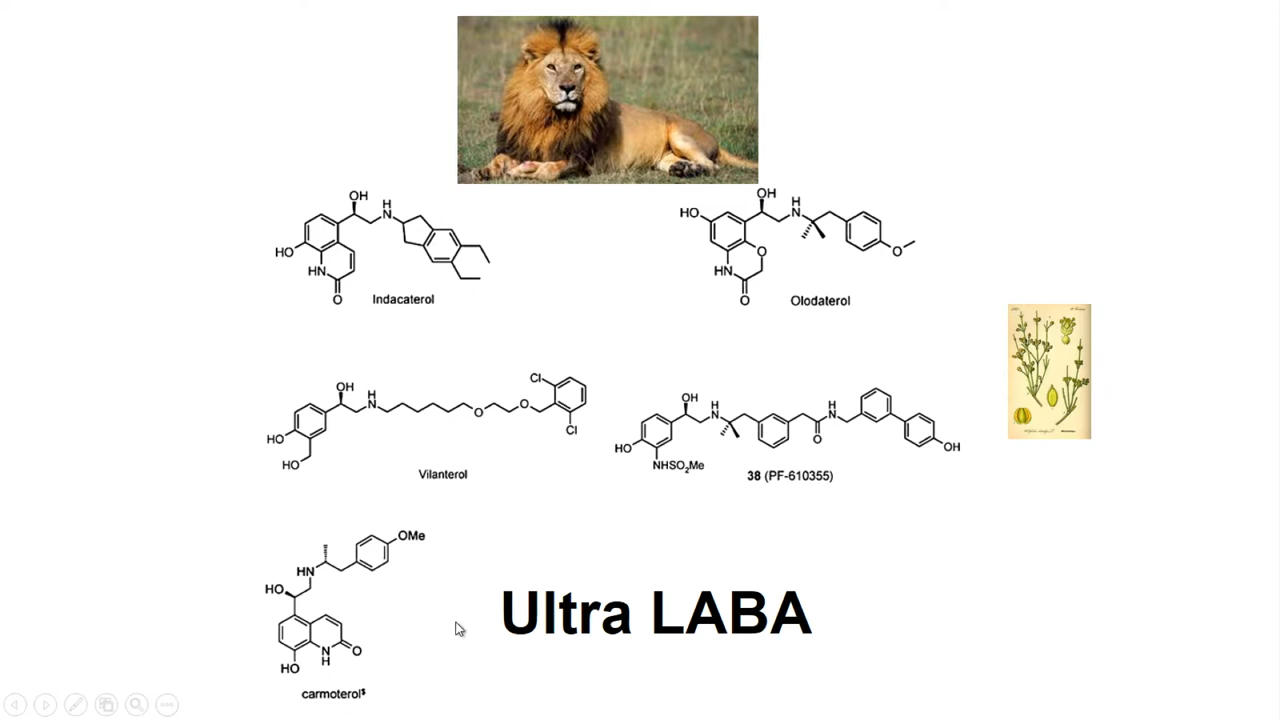 OH
H
N
HO
HN
O
Indacaterol
OH
HO
H
N
O
O
HN
O
Olodaterol
OH
H
N
O
O
Cl
Cl
HO
HO
Vilanterol
OH
H
N
H
N
O
HO
NHSO₂Me
OH
38 (PF-610355)
OMe
HN
HO
N
H
O
HO
carmoterol$
Ultra LABA